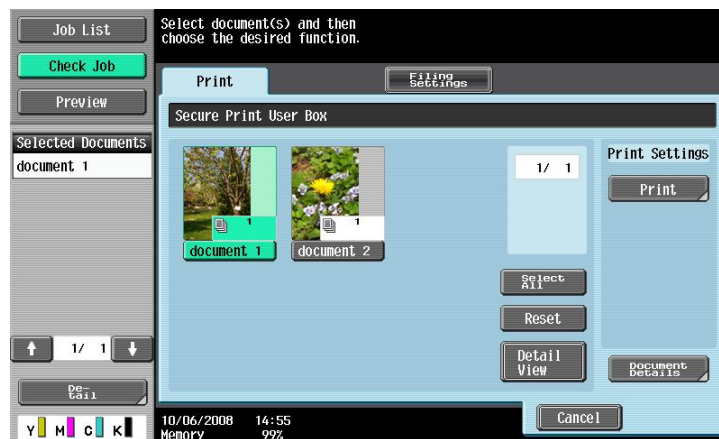 Job List
Check Job
Preview
Selected Documents
document 1
1/ 1
De-
tail
Y M C K
Select document(s) and then
choose the desired function.
Print
Filing
Settings
Secure Print User Box
1
document 1
1
document 2
1/ 1
Select
All
Reset
Detail
View
Print Settings
Print
Document
Details
10/06/2008 14:55
Memory 99%
Cancel